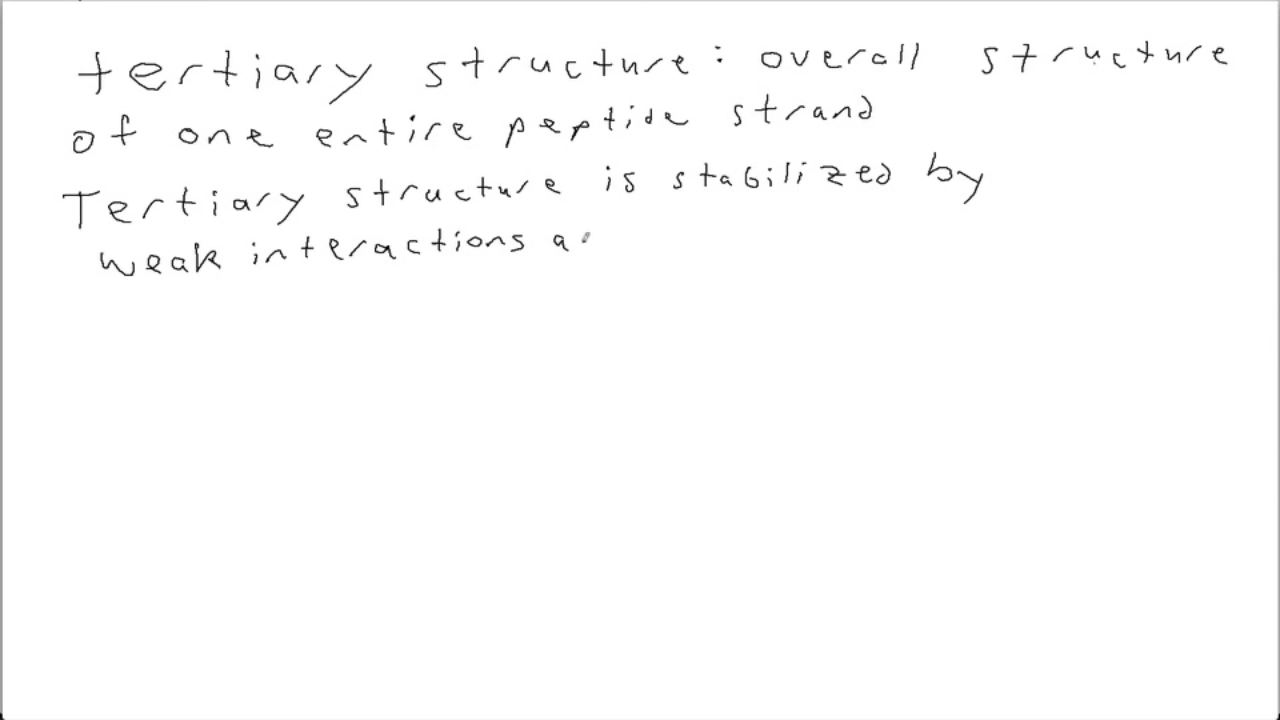 tertiary structure: overall structure
of one entire peptide strand
Tertiary structure is stabilized by
weak interactions a